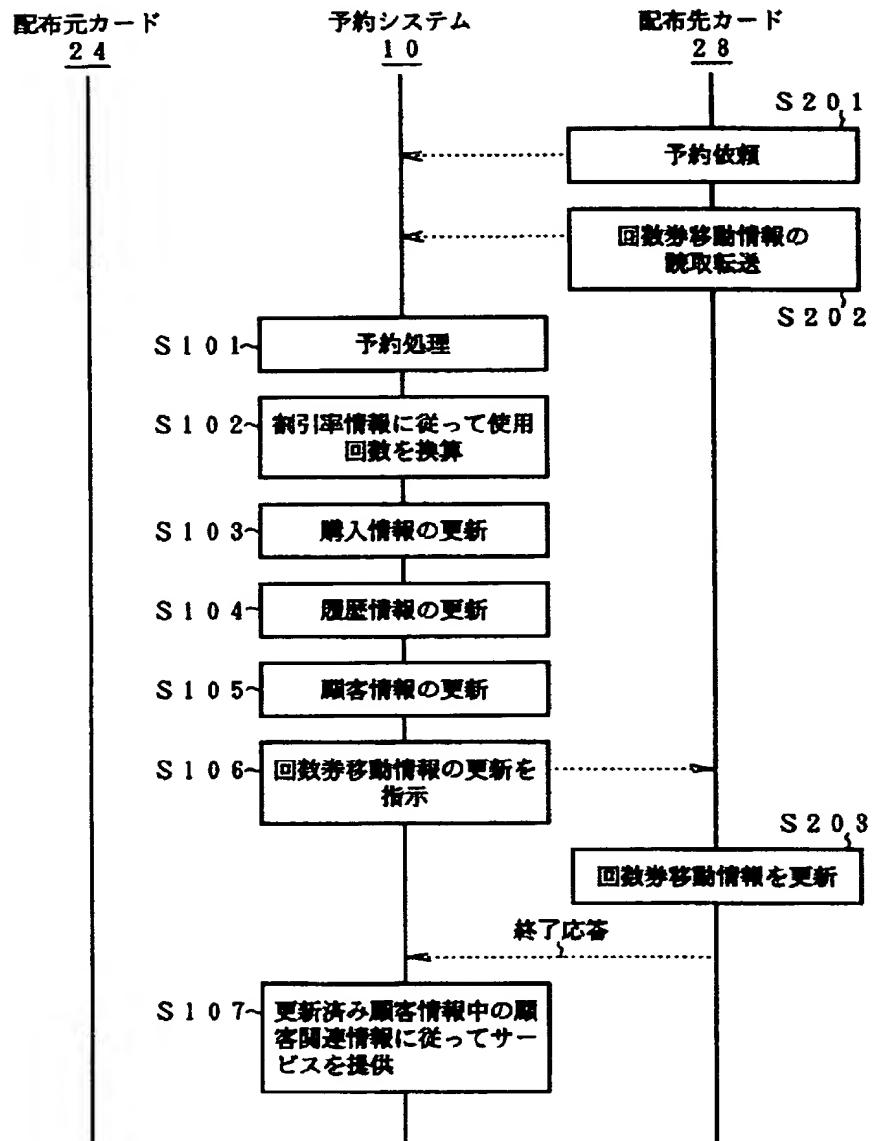 配布元カード
24
予約システム
10
配布先カード
28
S201
予約依頼
回数券移動情報の
読取転送
S202
S101
予約処理
S102
割引率情報に従って使用
回数を換算
S103
購入情報の更新
S104
履歴情報の更新
S105
顧客情報の更新
S106
回数券移動情報の更新を
指示
S203
回数券移動情報を更新
終了応答
S107
更新済み顧客情報中の顧
客関連情報に従ってサー
ビスを提供